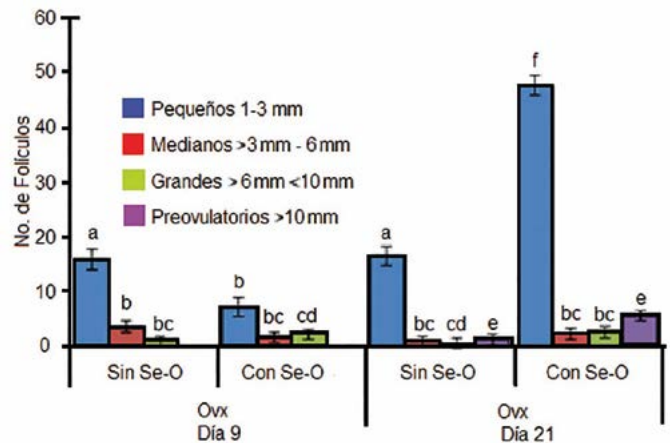 60
50
40
30
20
10
0
No. de Folículos
Pequeños 1-3 mm
Medianos >3 mm - 6 mm
Grandes > 6 mm <10 mm
Preovulatorios >10 mm
a
b
bc
b
bc
cd
a
bc
cd
e
f
bc
bc
e
Sin Se-O
Con Se-O
Sin Se-O
Con Se-O
Ovx
Día 9
Ovx
Día 21